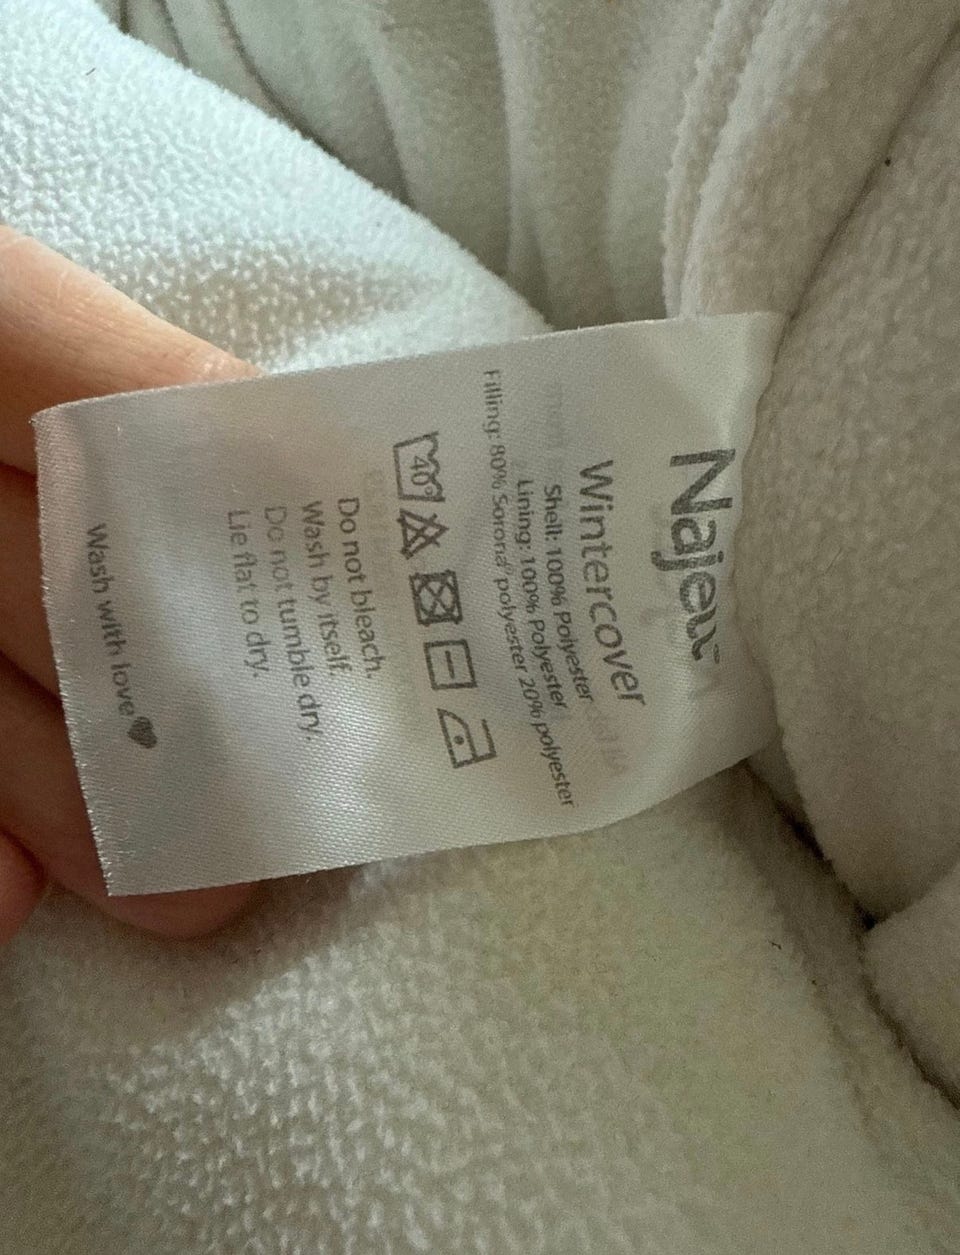 Najell
Wintercover
Shell: 100% Polyester
Lining: 100% Polyester
Filling: 80% Sorona® polyester 20% polyester
40°
Do not bleach.
Wash by itself.
Do not tumble dry.
Lie flat to dry.
Wash with love